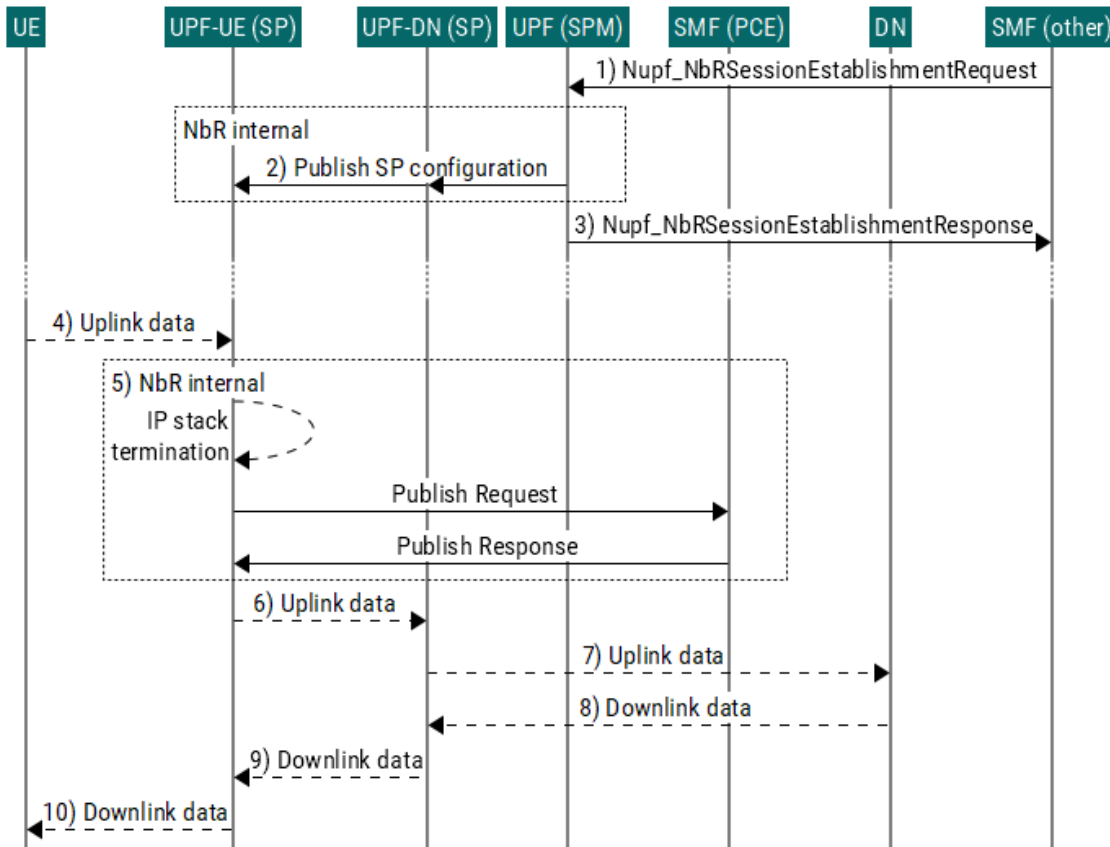 UE
UPF-UE (SP)
UPF-DN (SP)
UPF (SPM)
SMF (PCE)
DN
SMF (other)
1) Nupf_NbRSessionEstablishmentRequest
NbR internal
2) Publish SP configuration
3) Nupf_NbRSessionEstablishmentResponse
4) Uplink data
5) NbR internal
IP stack
termination
Publish Request
Publish Response
6) Uplink data
7) Uplink data
8) Downlink data
9) Downlink data
10) Downlink data